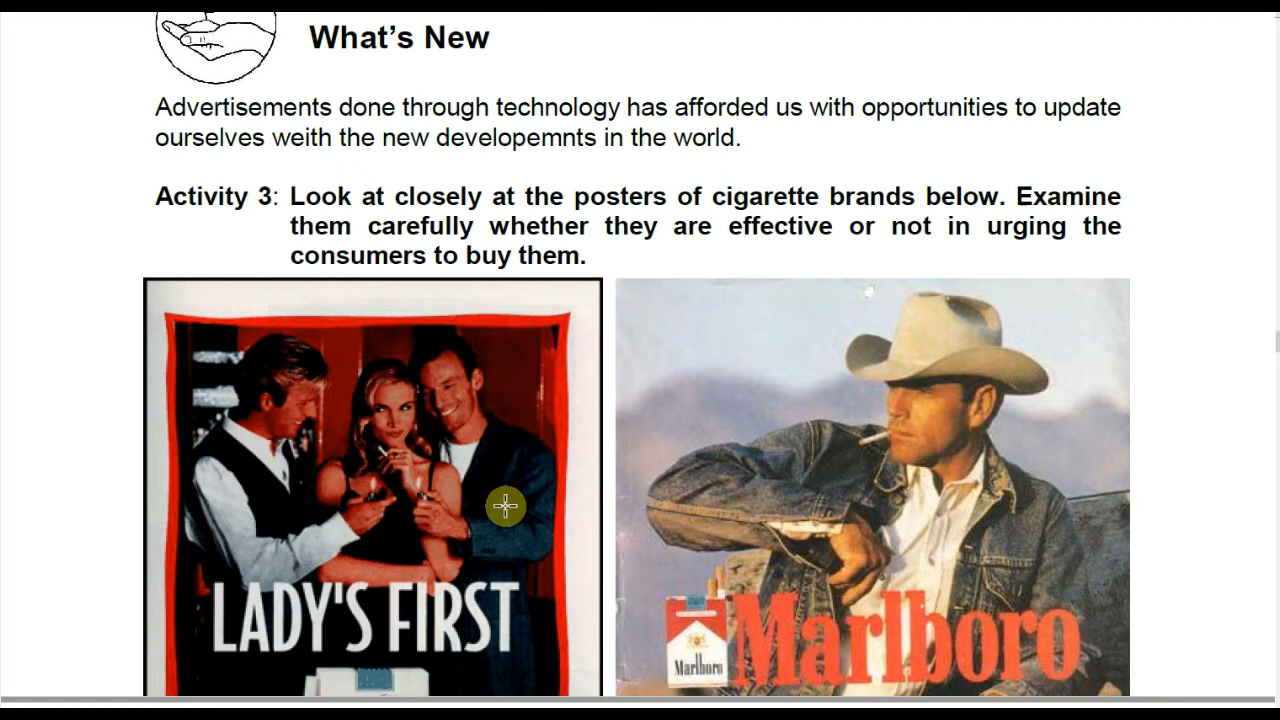 What's New
Advertisements done through technology has afforded us with opportunities to update
ourselves weith the new developemnts in the world.
Activity 3: Look at closely at the posters of cigarette brands below. Examine
them carefully whether they are effective or not in urging the
consumers to buy them.
LADY'S FIRST
Marlboro
Marlboro